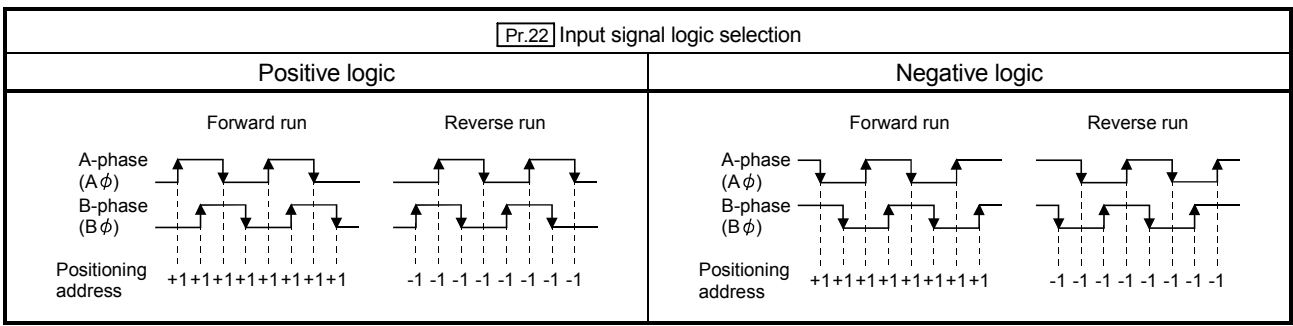 Pr.22 Input signal logic selection
Positive logic
Negative logic
Forward run
Reverse run
A-phase
(Aϕ)
B-phase
(Bϕ)
Positioning
address
+1+1+1+1+1+1+1+1
-1 -1 -1 -1 -1 -1 -1 -1
Forward run
Reverse run
A-phase
(Aϕ)
B-phase
(Bϕ)
Positioning
address
+1+1+1+1+1+1+1+1
-1 -1 -1 -1 -1 -1 -1 -1